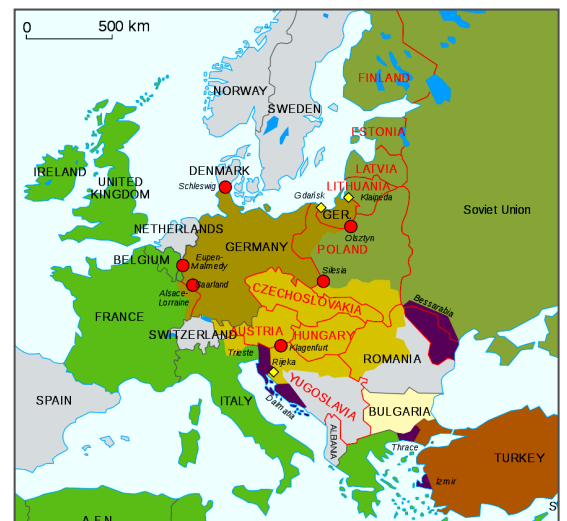 0 500 km
NORWAY
SWEDEN
FINLAND
ESTONIA
LATVIA
LITHUANIA
Klaipeda
Gdańsk
DENMARK
Schleswig
IRELAND
UNITED
KINGDOM
Soviet Union
GER.
Olsztyn
NETHERLANDS
GERMANY
POLAND
BELGIUM
Eupen-
Malmedy
Silesia
Saarland
Alsace-
Lorraine
CZECHOSLOVAKIA
Bessarabia
FRANCE
SWITZERLAND
AUSTRIA
HUNGARY
Klagenfurt
Trieste
Rijeka
ROMANIA
SPAIN
ITALY
Dalmatia
YUGOSLAVIA
BULGARIA
ALBANIA
Thrace
TURKEY
Izmir